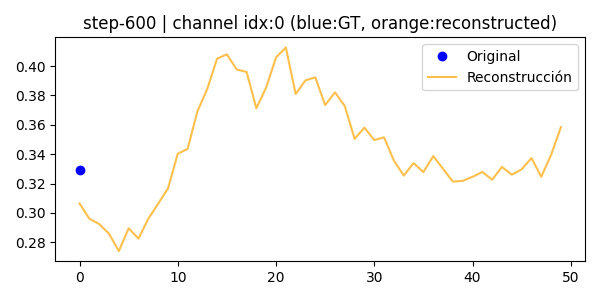 step-600 | channel idx:0 (blue:GT, orange:reconstructed)
Original
Reconstrucción
0.40
0.38
0.36
0.34
0.32
0.30
0.28
0 10 20 30 40 50